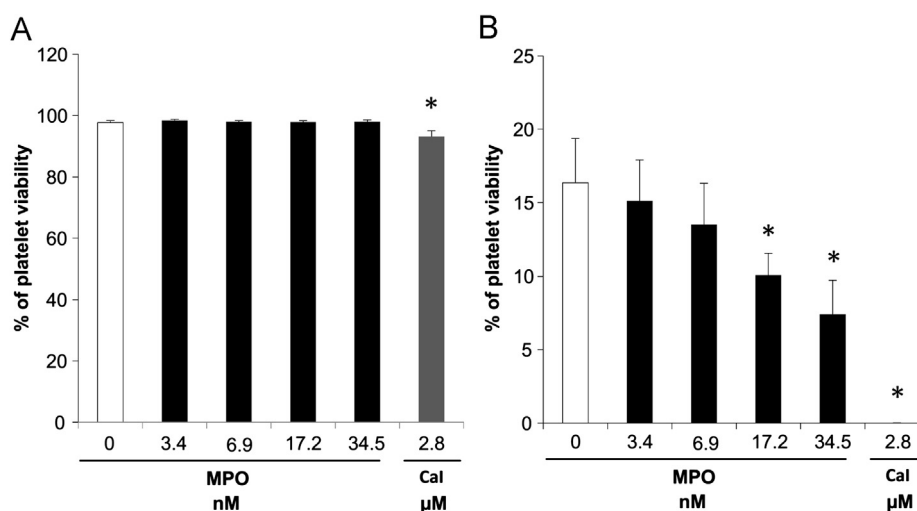 A
% of platelet viability
120
100
80
60
40
20
0
*
0 3.4 6.9 17.2 34.5 2.8
MPO Cal
nM µM
B
% of platelet viability
25
20
15
10
5
0
* * *
0 3.4 6.9 17.2 34.5 2.8
MPO Cal
nM µM